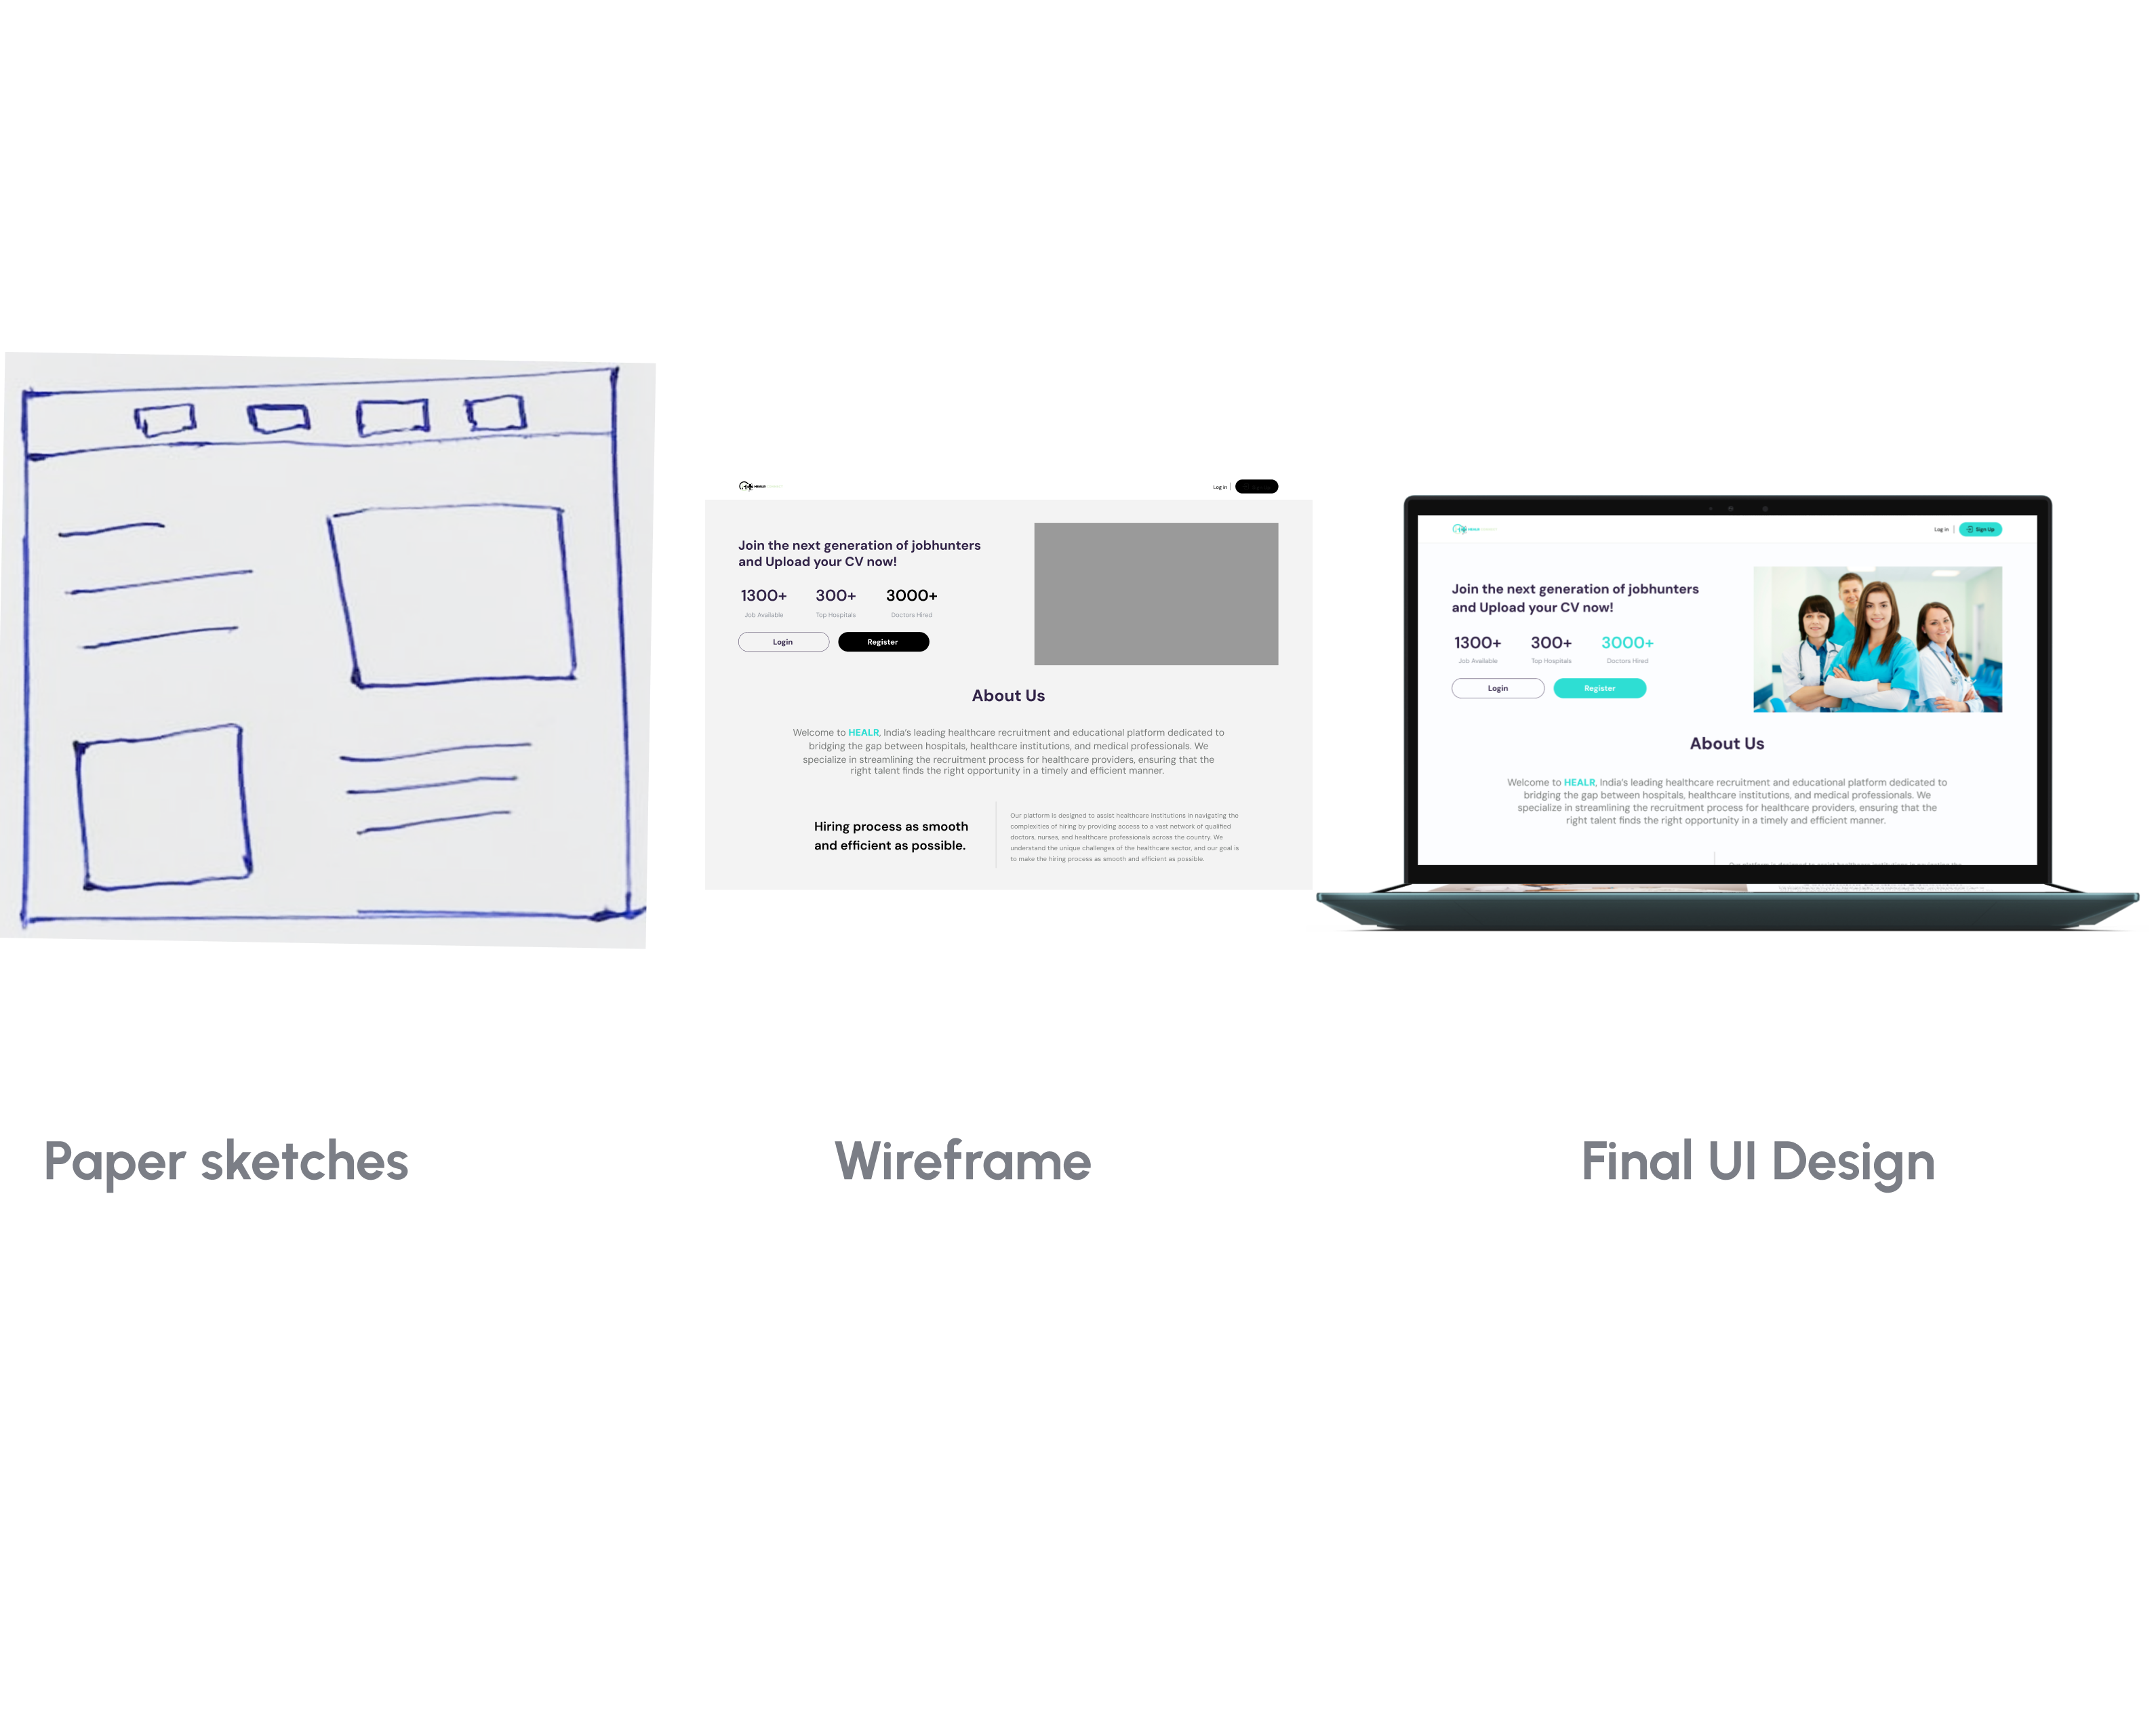 HEALR
Log in
Join the next generation of jobhunters
and Upload your CV now!
1300+ 300+ 3000+
Job Available Top Hospitals Doctors Hired
Login Register
About Us
Welcome to HEALR, India's leading healthcare recruitment and educational platform dedicated to
bridging the gap between hospitals, healthcare institutions, and medical professionals. We
specialize in streamlining the recruitment process for healthcare providers, ensuring that the
right talent finds the right opportunity in a timely and efficient manner.
Hiring process as smooth
and efficient as possible.
Our platform is designed to assist healthcare institutions in navigating the
complexities of hiring by providing access to a vast network of qualified
doctors, nurses, and healthcare professionals across the country. We
understand the unique challenges of the healthcare sector, and our goal is
to make the hiring process as smooth and efficient as possible.
HEALR
Log in Sign Up
Join the next generation of jobhunters
and Upload your CV now!
1300+ 300+ 3000+
Job Available Top Hospitals Doctors Hired
Login Register
About Us
Welcome to HEALR, India's leading healthcare recruitment and educational platform dedicated to
bridging the gap between hospitals, healthcare institutions, and medical professionals. We
specialize in streamlining the recruitment process for healthcare providers, ensuring that the
right talent finds the right opportunity in a timely and efficient manner.
Paper sketches
Wireframe
Final UI Design